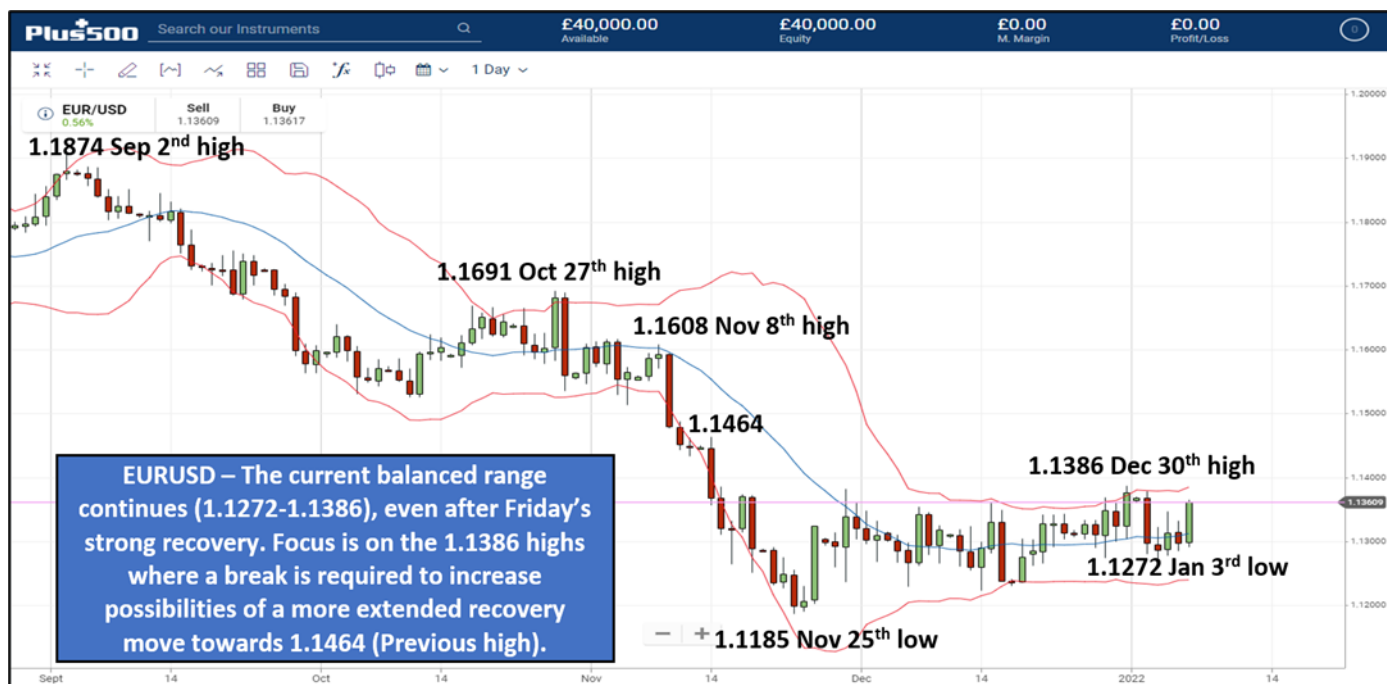 Plus500
Search our Instruments
£40,000.00
Available
£40,000.00
Equity
£0.00
M. Margin
£0.00
Profit/Loss
1 Day
EUR/USD
0.56%
Sell
1.13609
Buy
1.13617
1.1874 Sep 2nd high
1.1691 Oct 27th high
1.1608 Nov 8th high
1.1464
1.1386 Dec 30th high
1.1272 Jan 3rd low
1.1185 Nov 25th low
EURUSD – The current balanced range
continues (1.1272-1.1386), even after Friday’s
strong recovery. Focus is on the 1.1386 highs
where a break is required to increase
possibilities of a more extended recovery
move towards 1.1464 (Previous high).
1.20000
1.19000
1.18000
1.17000
1.16000
1.15000
1.14000
1.13609
1.13000
1.12000
Sept
14
Oct
14
Nov
14
Dec
14
2022
14